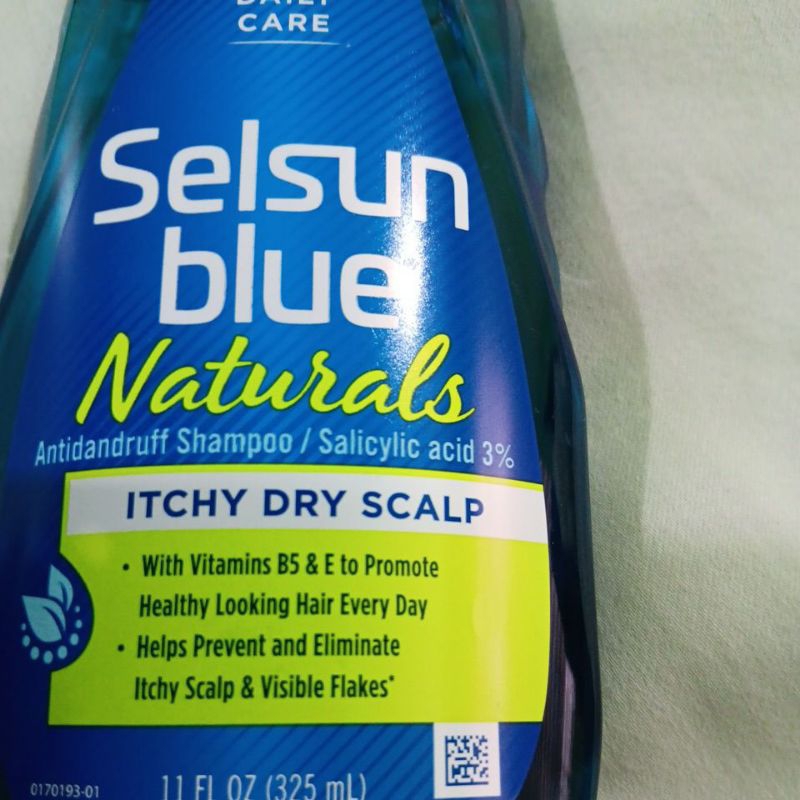 DAILY
CARE
Selsun
blue
Naturals
Antidandruff Shampoo / Salicylic acid 3%
ITCHY DRY SCALP
• With Vitamins B5 & E to Promote
Healthy Looking Hair Every Day
• Helps Prevent and Eliminate
Itchy Scalp & Visible Flakes*
0170193-01
11 FL OZ (325 mL)